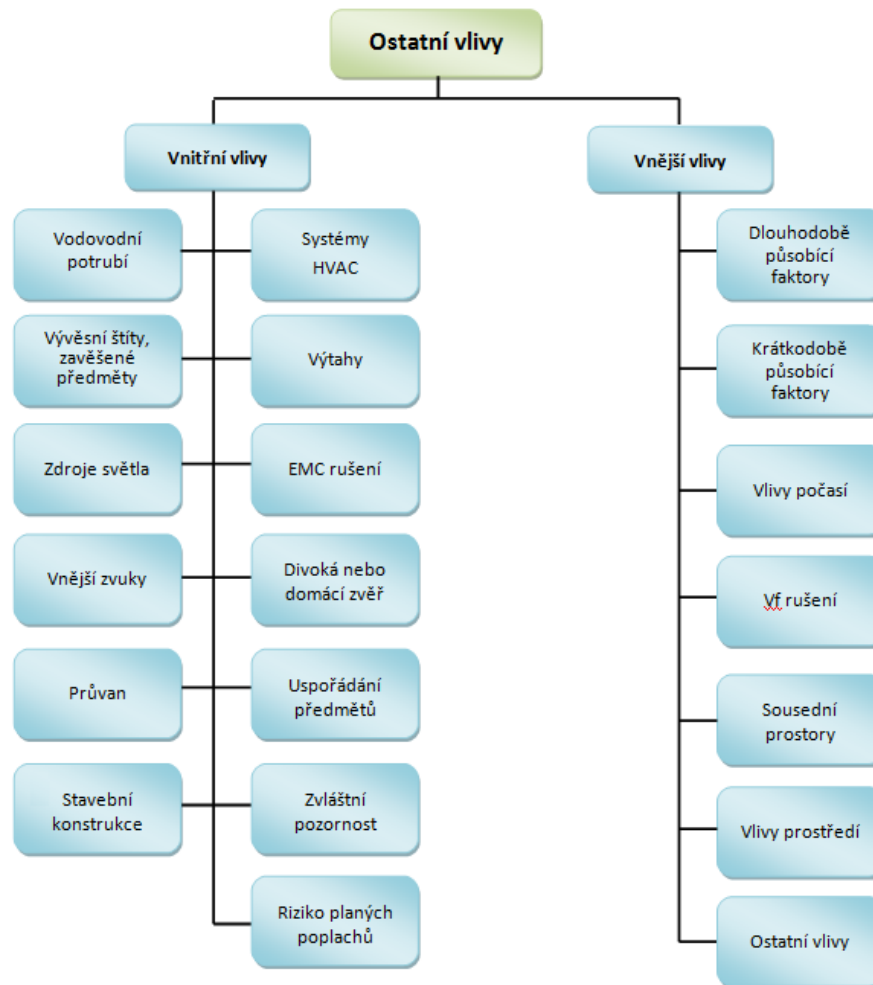 Ostatní vlivy
Vnitřní vlivy
Vnější vlivy
Vodovodní
potrubí
Systémy
HVAC
Dlouhodobě
působící
faktory
Vývěsní štíty,
zavěšené
předměty
Výtahy
Krátkodobě
působící
faktory
Zdroje světla
EMC rušení
Vlivy počasí
Vnější zvuky
Divoká nebo
domácí zvěř
Vf rušení
Průvan
Uspořádání
předmětů
Sousední
prostory
Stavební
konstrukce
Zvláštní
pozornost
Vlivy prostředí
Riziko planých
poplachů
Ostatní vlivy